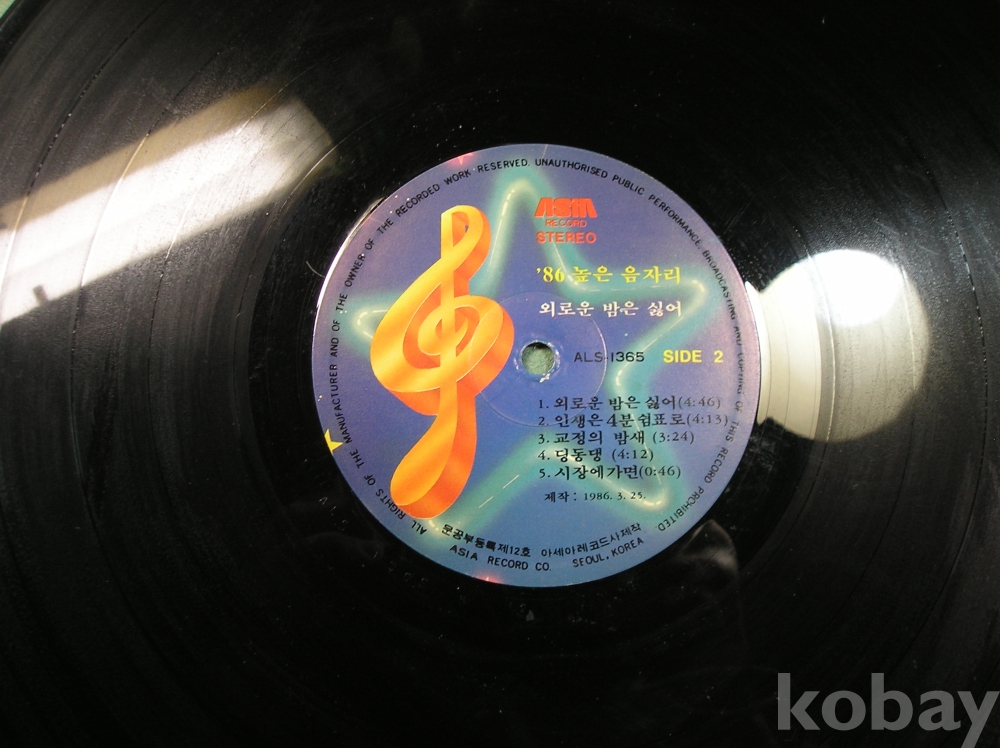 ALL RIGHTS OF THE MANUFACTURER AND OF THE OWNER OF THE RECORDED WORK RESERVED. UNAUTHORISED PUBLIC PERFORMANCE, BROADCASTING AND COPYING OF THIS RECORD PROHIBITED.
ASIA
RECORD
STEREO
'86 높은 음자리
외로운 밤은 싫어
ALS-1365 SIDE 2
1. 외로운 밤은 싫어(4:46)
2. 인생은 4분쉼표로(4:13)
3. 교정의 밤새 (3:24)
4. 딩동댕 (4:12)
5. 시장에가면(0:46)
제작 : 1986. 3. 25.
문공부등록제12호 아세아레코드사제작
ASIA RECORD CO. SEOUL, KOREA
kobay